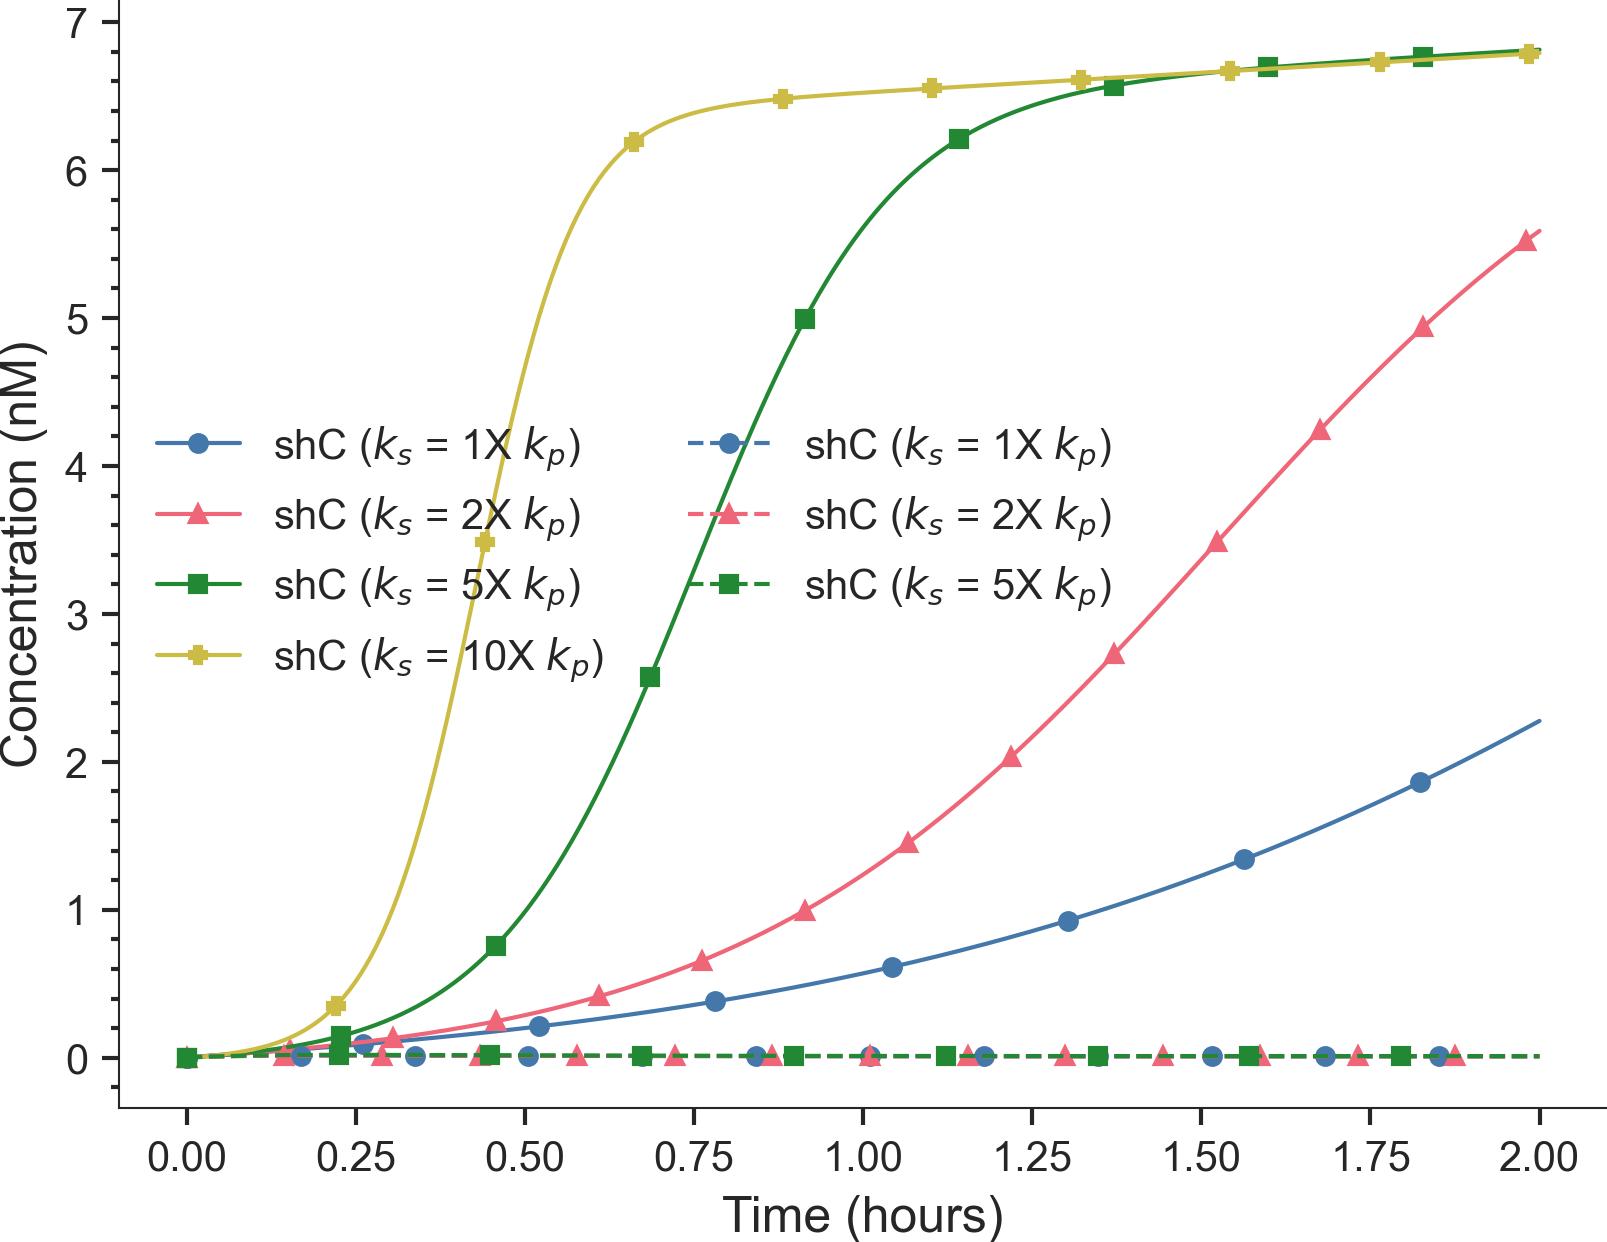 7
6
5
4
3
2
1
0
Concentration (nM)
shC (kₛ = 1X kₚ)
shC (kₛ = 2X kₚ)
shC (kₛ = 5X kₚ)
shC (kₛ = 10X kₚ)
shC (kₛ = 1X kₚ)
shC (kₛ = 2X kₚ)
shC (kₛ = 5X kₚ)
0.00 0.25 0.50 0.75 1.00 1.25 1.50 1.75 2.00
Time (hours)